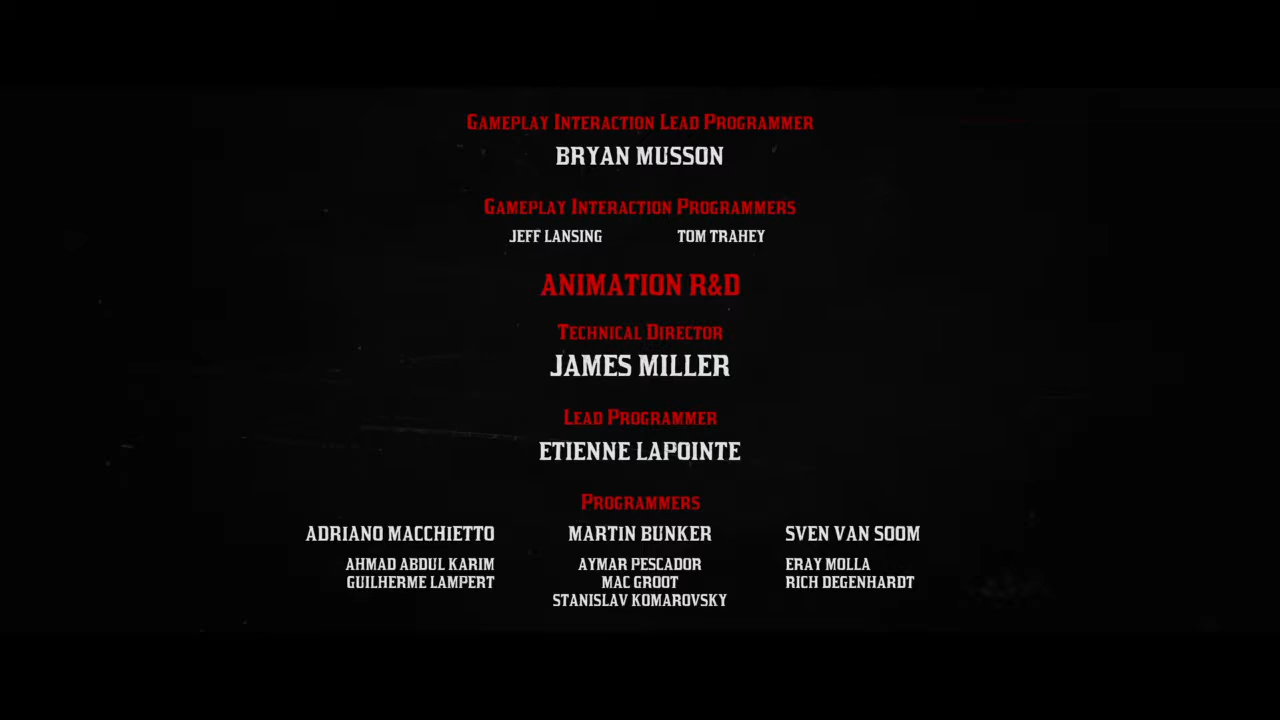 GAMEPLAY INTERACTION LEAD PROGRAMMER
BRYAN MUSSON
GAMEPLAY INTERACTION PROGRAMMERS
JEFF LANSING TOM TRAHEY
ANIMATION R&D
TECHNICAL DIRECTOR
JAMES MILLER
LEAD PROGRAMMER
ETIENNE LAPOINTE
PROGRAMMERS
ADRIANO MACCHIETTO MARTIN BUNKER SVEN VAN SOOM
AHMAD ABDUL KARIM AYMAR PESCADOR ERAY MOLLA
GUILHERME LAMPERT MAC GROOT RICH DEGENHARDT
STANISLAV KOMAROVSKY